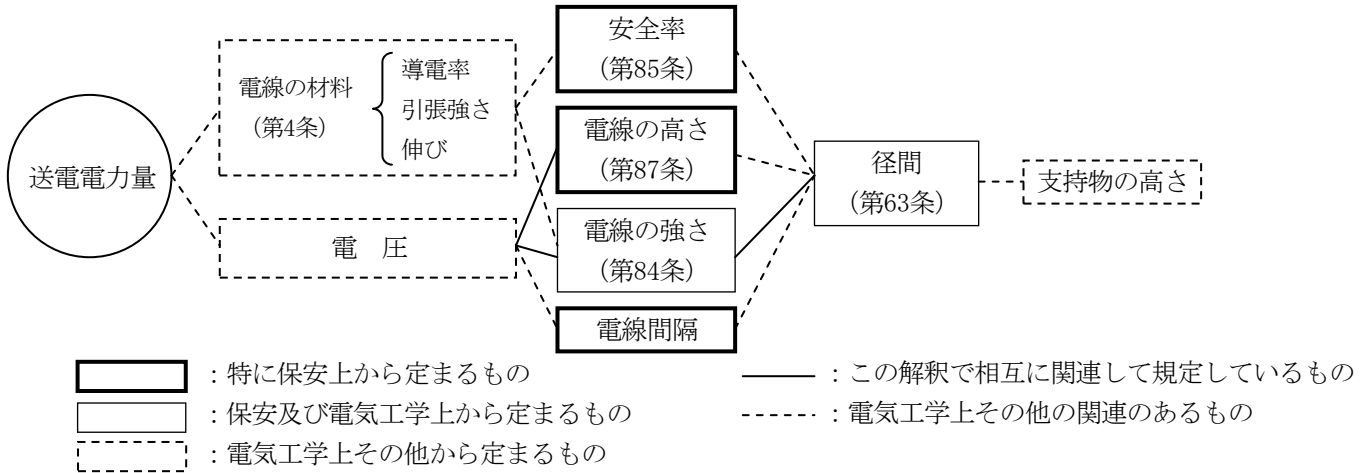 送電電力量
電線の材料
(第4条)
導電率
引張強さ
伸び
電 圧
安全率
(第85条)
電線の高さ
(第87条)
電線の強さ
(第84条)
電線間隔
径間
(第63条)
支持物の高さ
：特に保安上から定まるもの
：保安及び電気工学上から定まるもの
：電気工学上その他から定まるもの
：この解釈で相互に関連して規定しているもの
：電気工学上その他の関連のあるもの